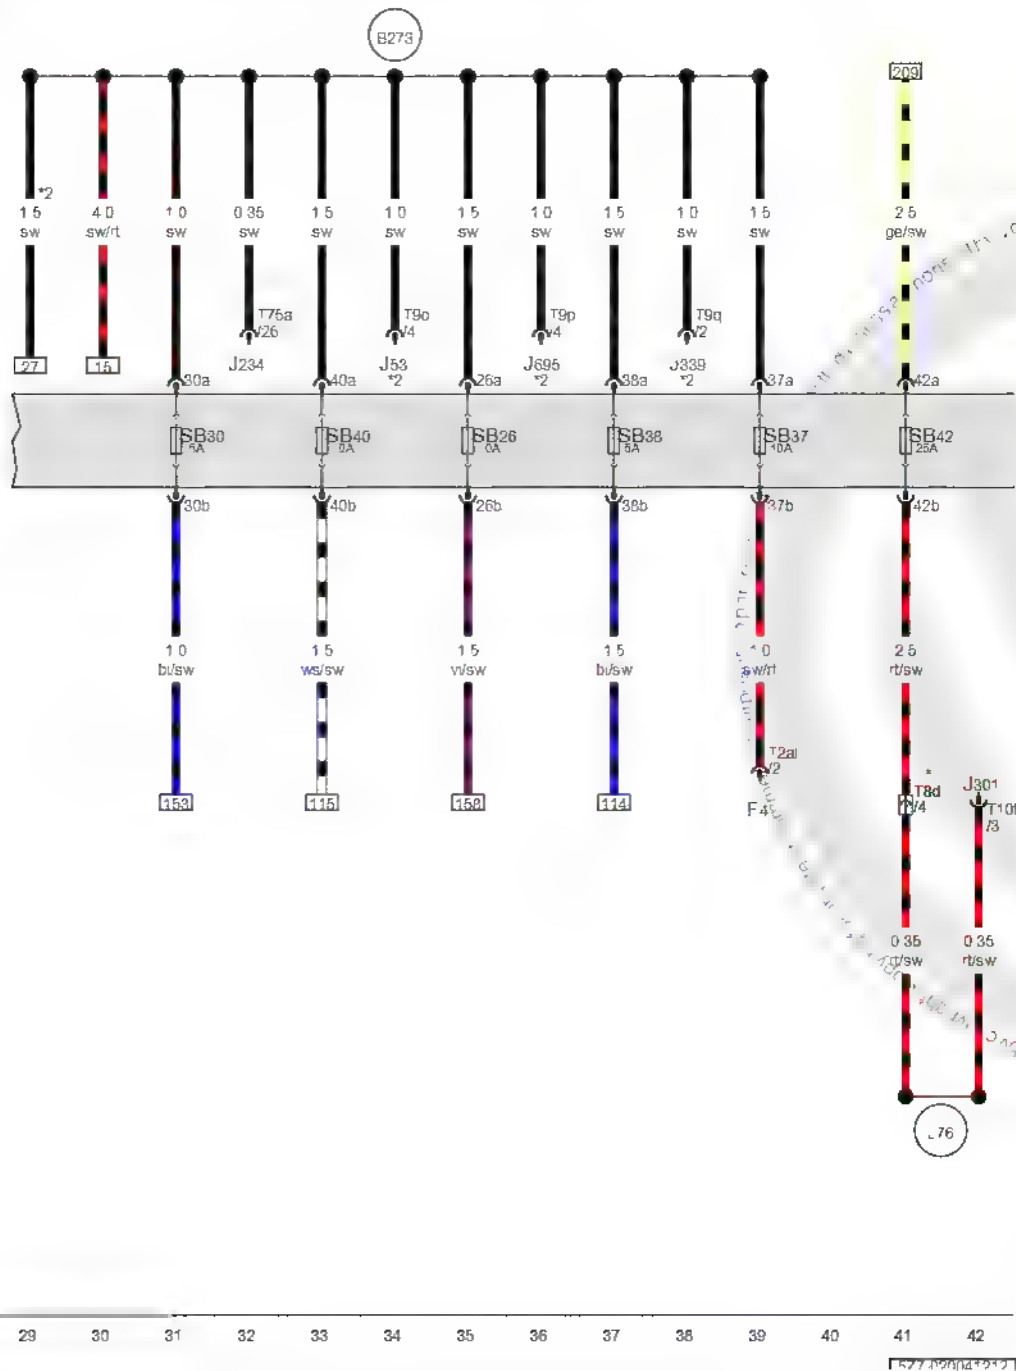 B273
209
*2
1.5 4.0 1.0 0.35 1.5 1.0 1.5 1.0 1.5 1.0 1.5 2.5
sw sw/rt sw sw sw sw sw sw sw sw sw ge/sw
T75a T9o T9p T9q
/26 /4 /4 /2
27 15 J234 J53 J695 J339
*2 *2 *2
30a 40a 26a 38a 37a 42a
SB30 SB40 SB26 SB38 SB37 SB42
5A 10A 25A
30b 40b 26b 38b 37b 42b
1.0 1.5 1.5 1.5 1.0 2.5
bl/sw ws/sw vi/sw bl/sw sw/rt rt/sw
/2
*
153 115 158 114 F4 T8d J301
/4 /3
0.35 0.35
rt/sw rt/sw
76
29 30 31 32 33 34 35 36 37 38 39 40 41 42